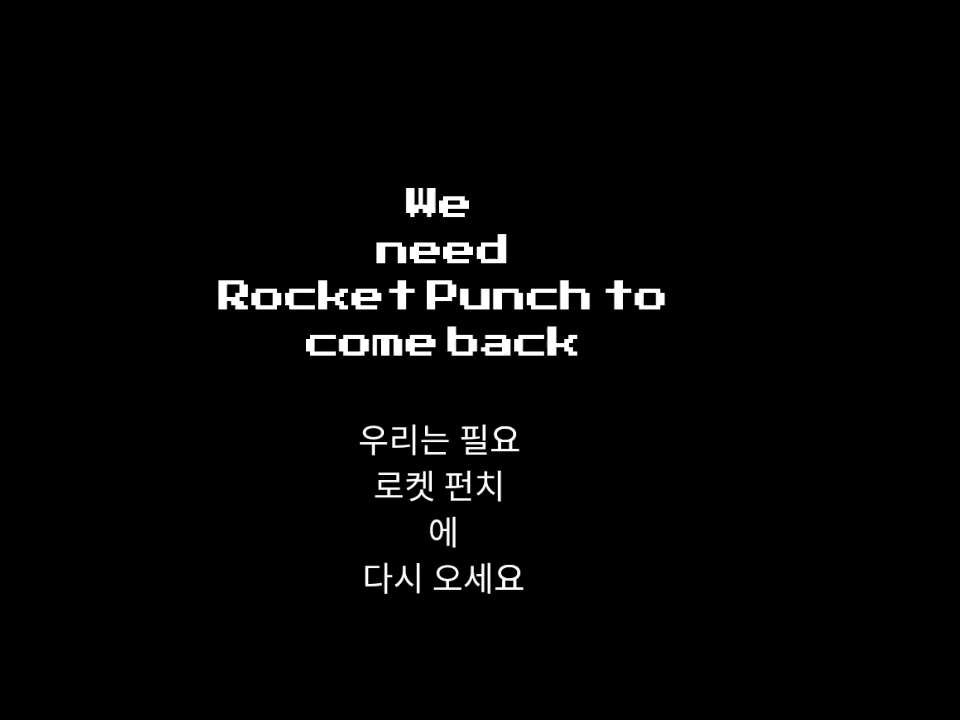 We
need
Rocket Punch to
come back
우리는 필요
로켓 펀치
에
다시 오세요